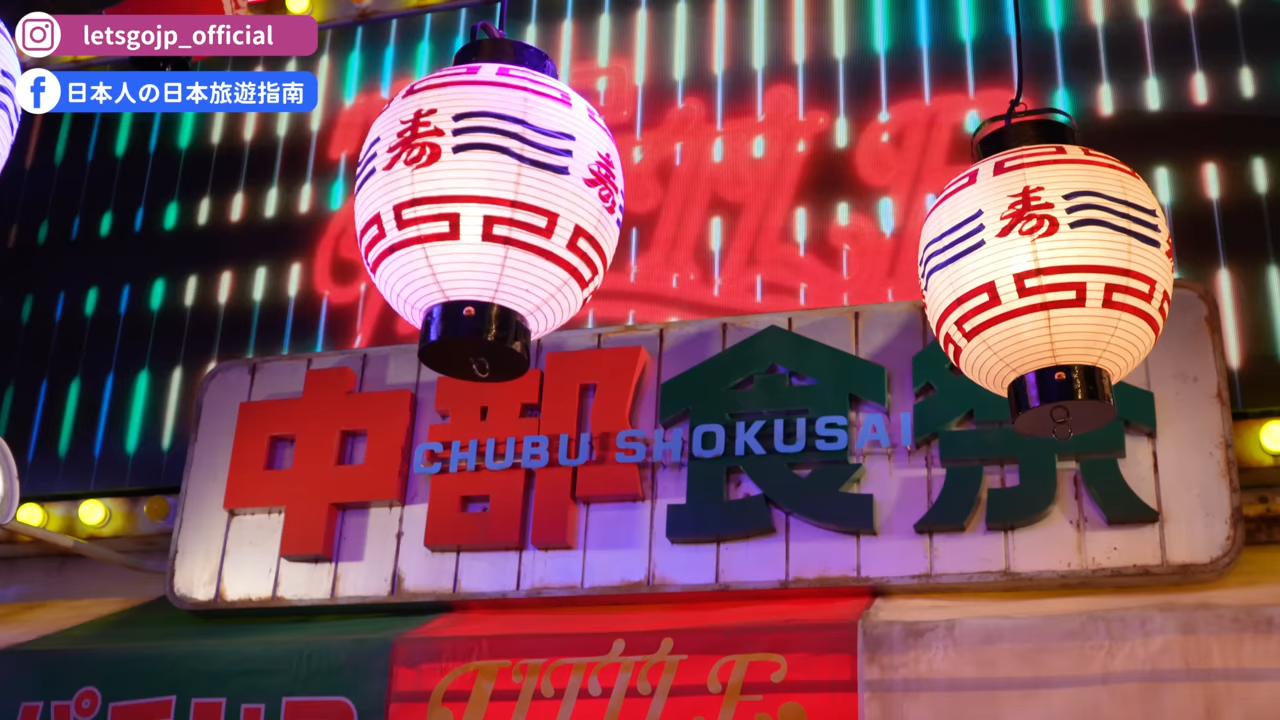 letsgojp_official
日本人の日本旅遊指南
寿
寿
寿
中部食祭
CHUBU SHOKUSAI
TITTLE